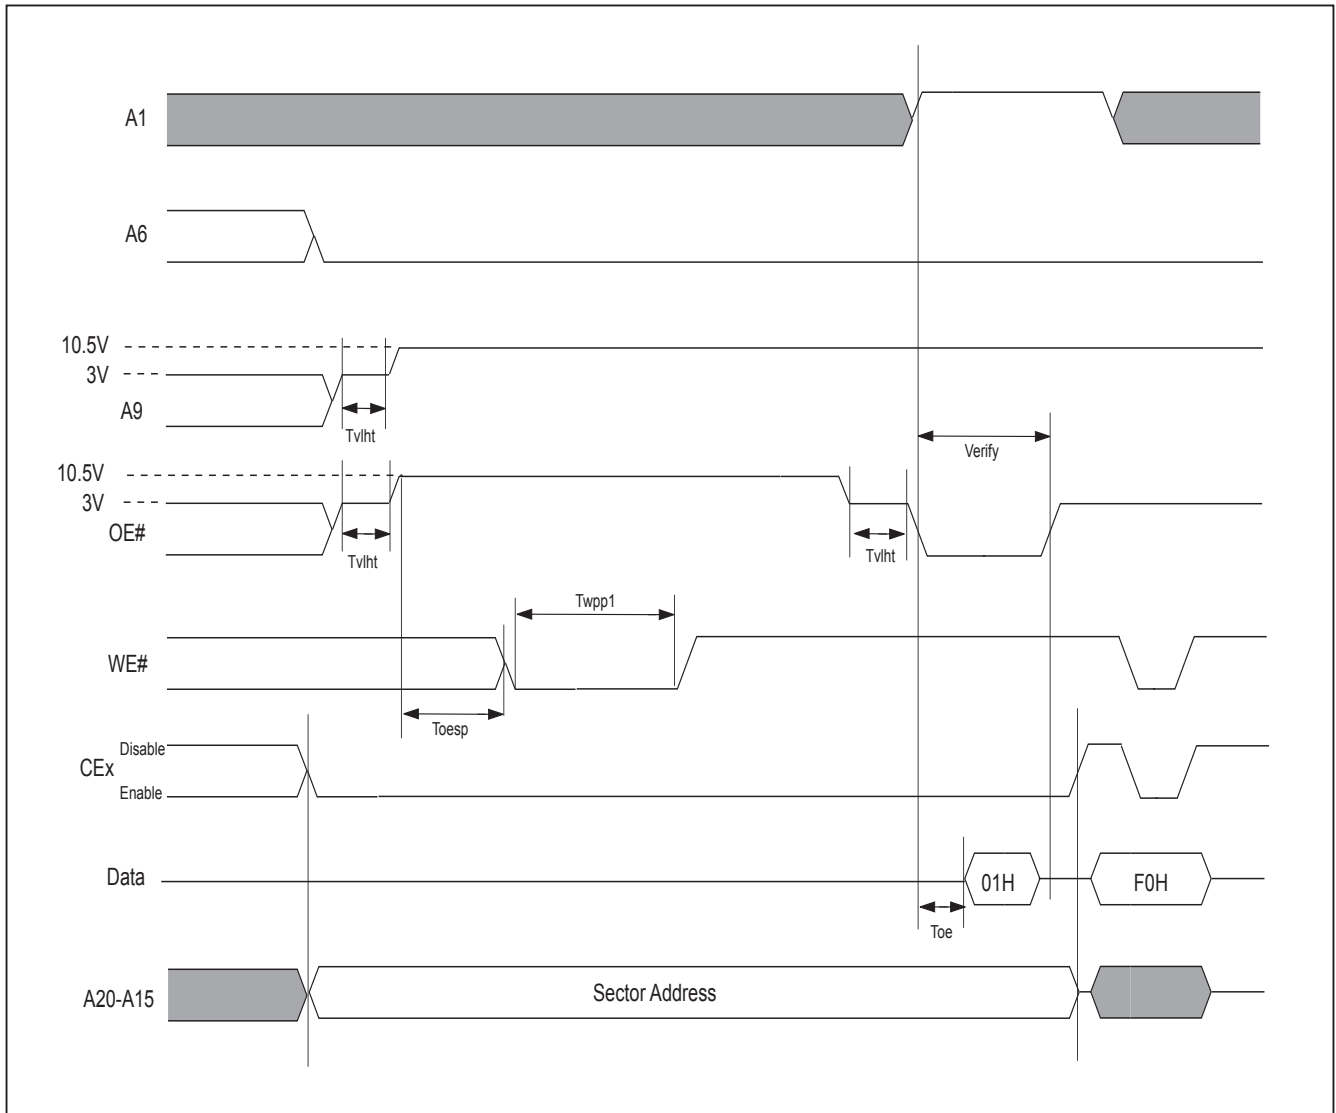 A1
A6
10.5V
3V
A9
Tvlht
Verify
10.5V
3V
OE#
Tvlht
Tvlht
Twpp1
WE#
Toesp
Disable
CEx
Enable
Data
01H
F0H
Toe
A20-A15
Sector Address